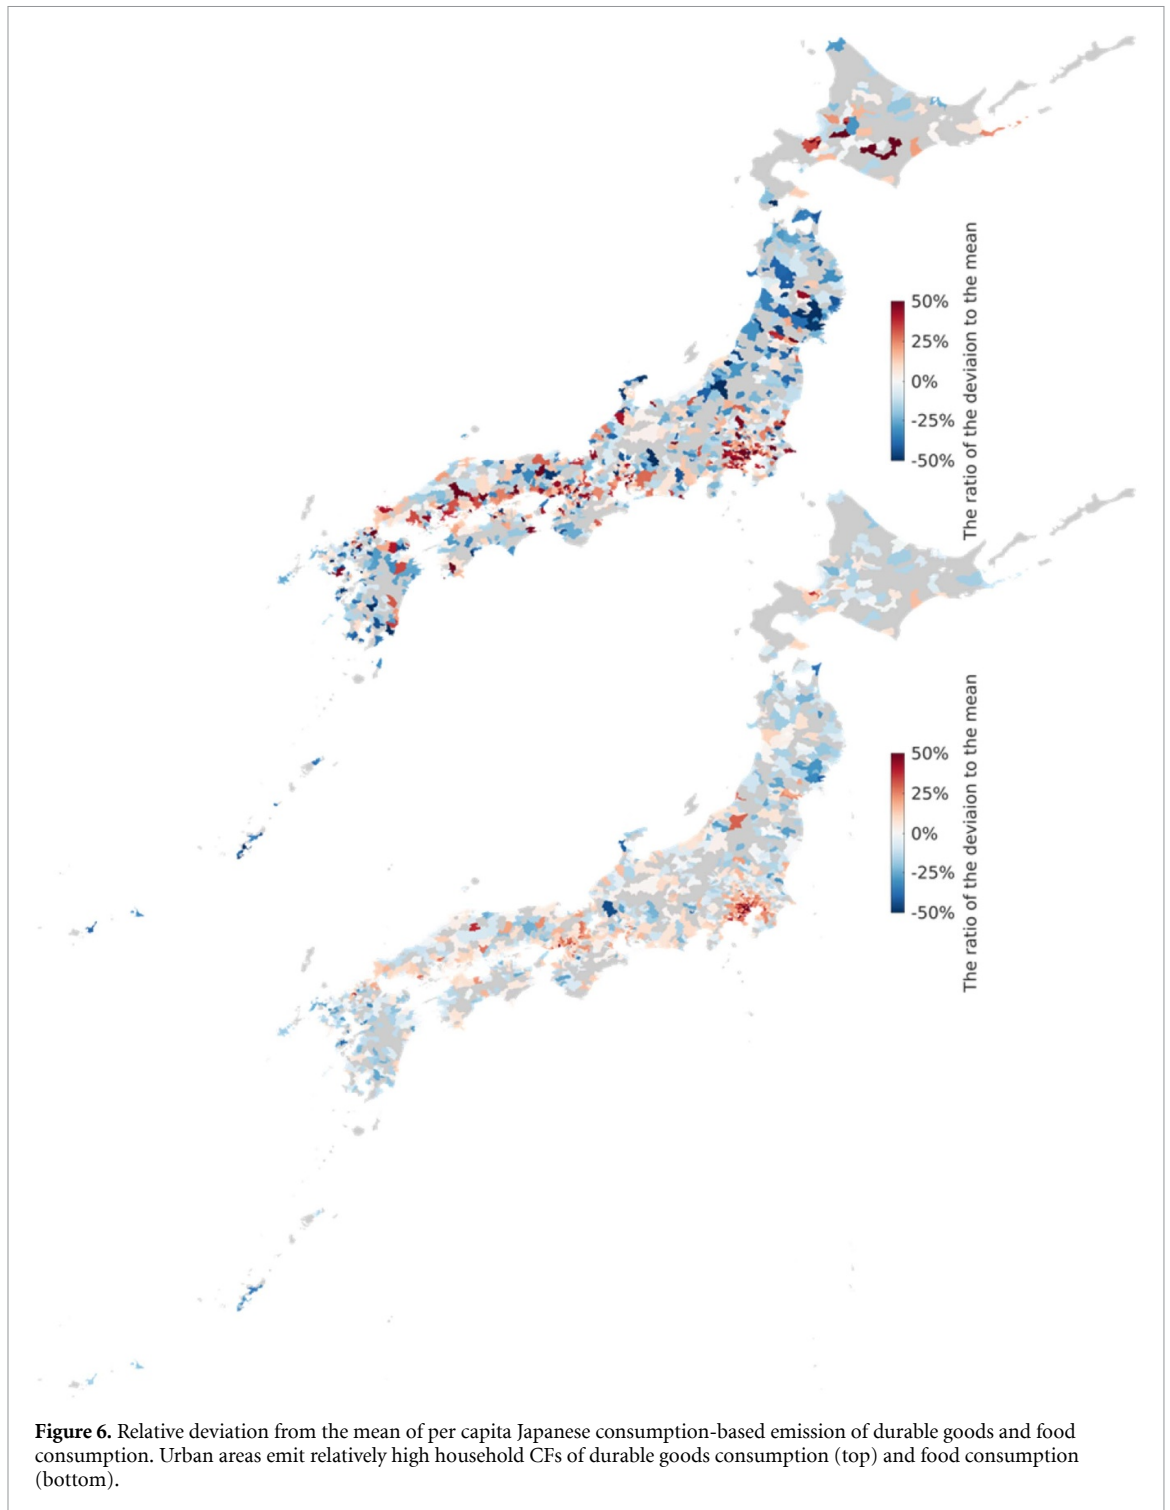 50%
25%
0%
-25%
-50%
The ratio of the deviaion to the mean
50%
25%
0%
-25%
-50%
The ratio of the deviaion to the mean
Figure 6. Relative deviation from the mean of per capita Japanese consumption-based emission of durable goods and food
consumption. Urban areas emit relatively high household CFs of durable goods consumption (top) and food consumption
(bottom).